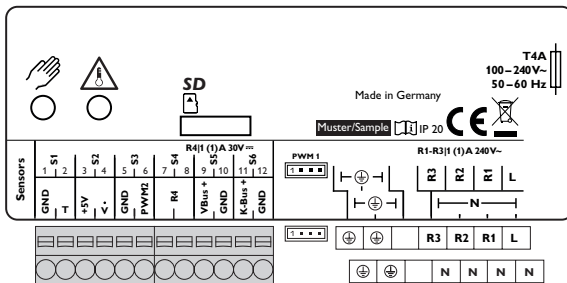 T4A
100–240V~
50–60 Hz
SD
Made in Germany
Muster/Sample
IP 20
CE
R4|1 (1) A 30V⎓
R1-R3|1 (1) A 240V~
Sensors
S1
S2
S3
S4
S5
S6
1 2 3 4 5 6 7 8 9 10 11 12
GND
T
+5V
V
GND
PWM2
R4
VBus +
GND
K-Bus +
GND
PWM 1
1
R3
R2
R1
L
N
1
R3 R2 R1 L
N N N N